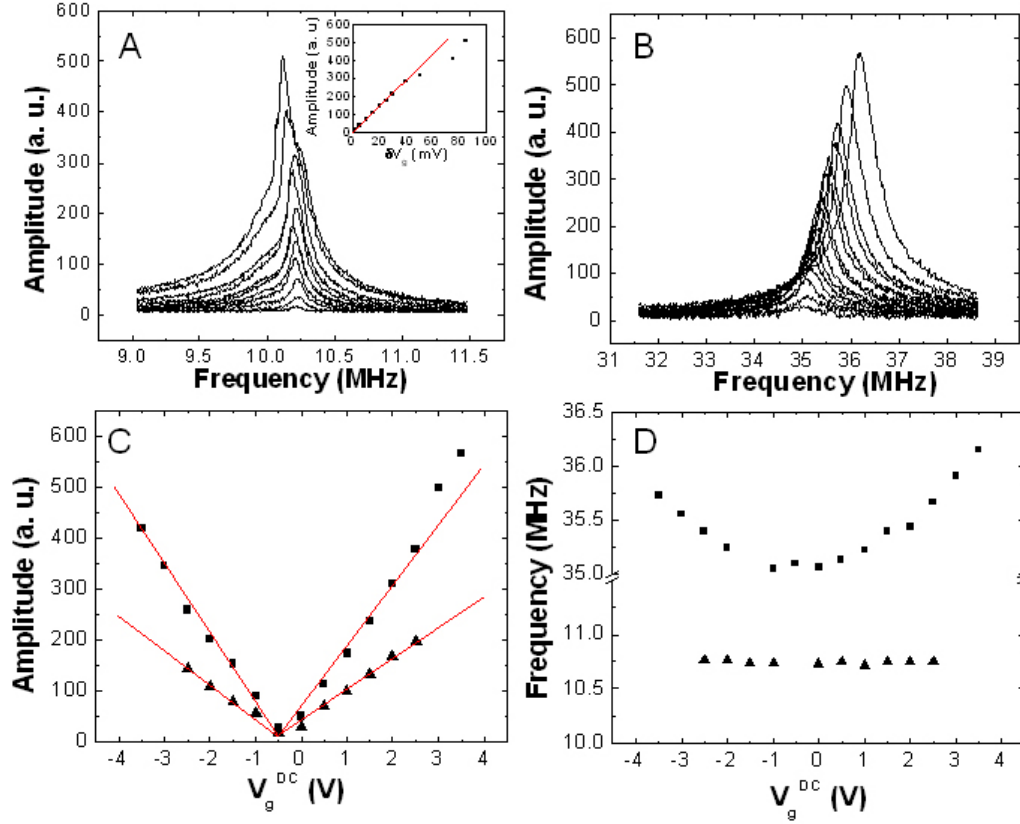 A
600
500
400
300
200
100
0
Amplitude (a. u.)
9.0 9.5 10.0 10.5 11.0 11.5
Frequency (MHz)
600
500
400
300
200
100
0
Amplitude (a. u)
0 20 40 60 80 100
δVg (mV)
B
600
500
400
300
200
100
0
Amplitude (a. u.)
31 32 33 34 35 36 37 38 39
Frequency (MHz)
C
600
500
400
300
200
100
0
Amplitude (a. u.)
-4 -3 -2 -1 0 1 2 3 4
Vg DC (V)
D
36.5
36.0
35.5
35.0
11.0
10.5
10.0
Frequency (MHz)
-4 -3 -2 -1 0 1 2 3 4
Vg DC (V)